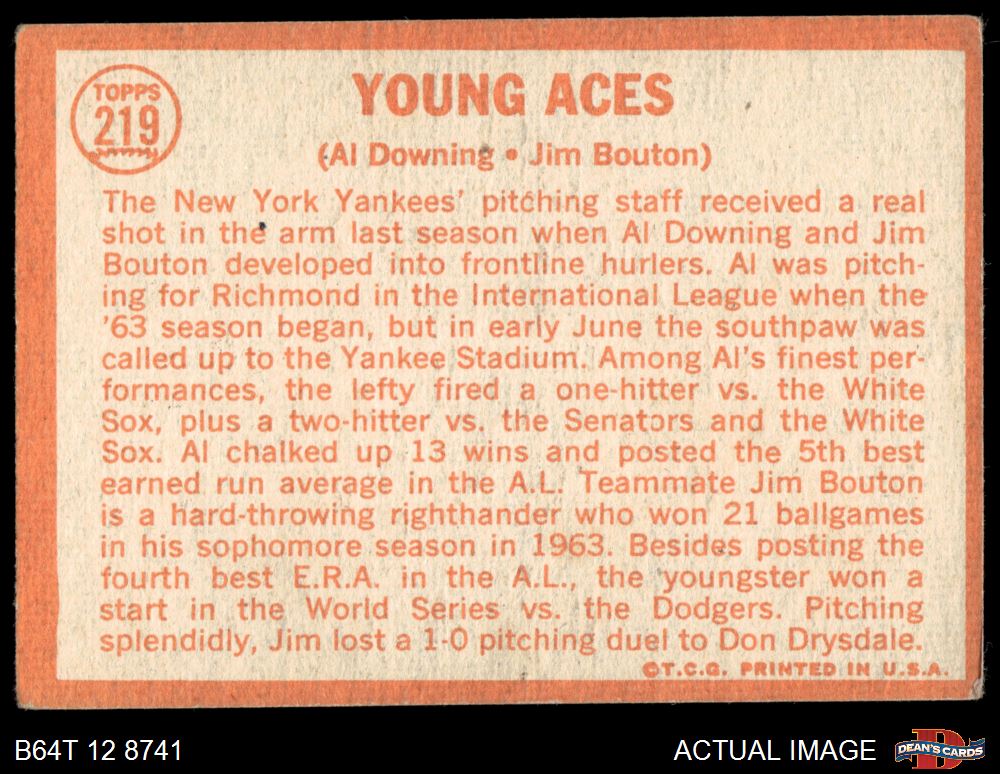 TOPPS
219
YOUNG ACES
(Al Downing • Jim Bouton)
The New York Yankees' pitching staff received a real
shot in the arm last season when Al Downing and Jim
Bouton developed into frontline hurlers. Al was pitch-
ing for Richmond in the International League when the
'63 season began, but in early June the southpaw was
called up to the Yankee Stadium. Among Al's finest per-
formances, the lefty fired a one-hitter vs. the White
Sox, plus a two-hitter vs. the Senators and the White
Sox. Al chalked up 13 wins and posted the 5th best
earned run average in the A.L. Teammate Jim Bouton
is a hard-throwing righthander who won 21 ballgames
in his sophomore season in 1963. Besides posting the
fourth best E.R.A. in the A.L., the youngster won a
start in the World Series vs. the Dodgers. Pitching
splendidly, Jim lost a 1-0 pitching duel to Don Drysdale.
©T.C.G. PRINTED IN U.S.A.
B64T 12 8741
ACTUAL IMAGE
D
DEAN'S CARDS